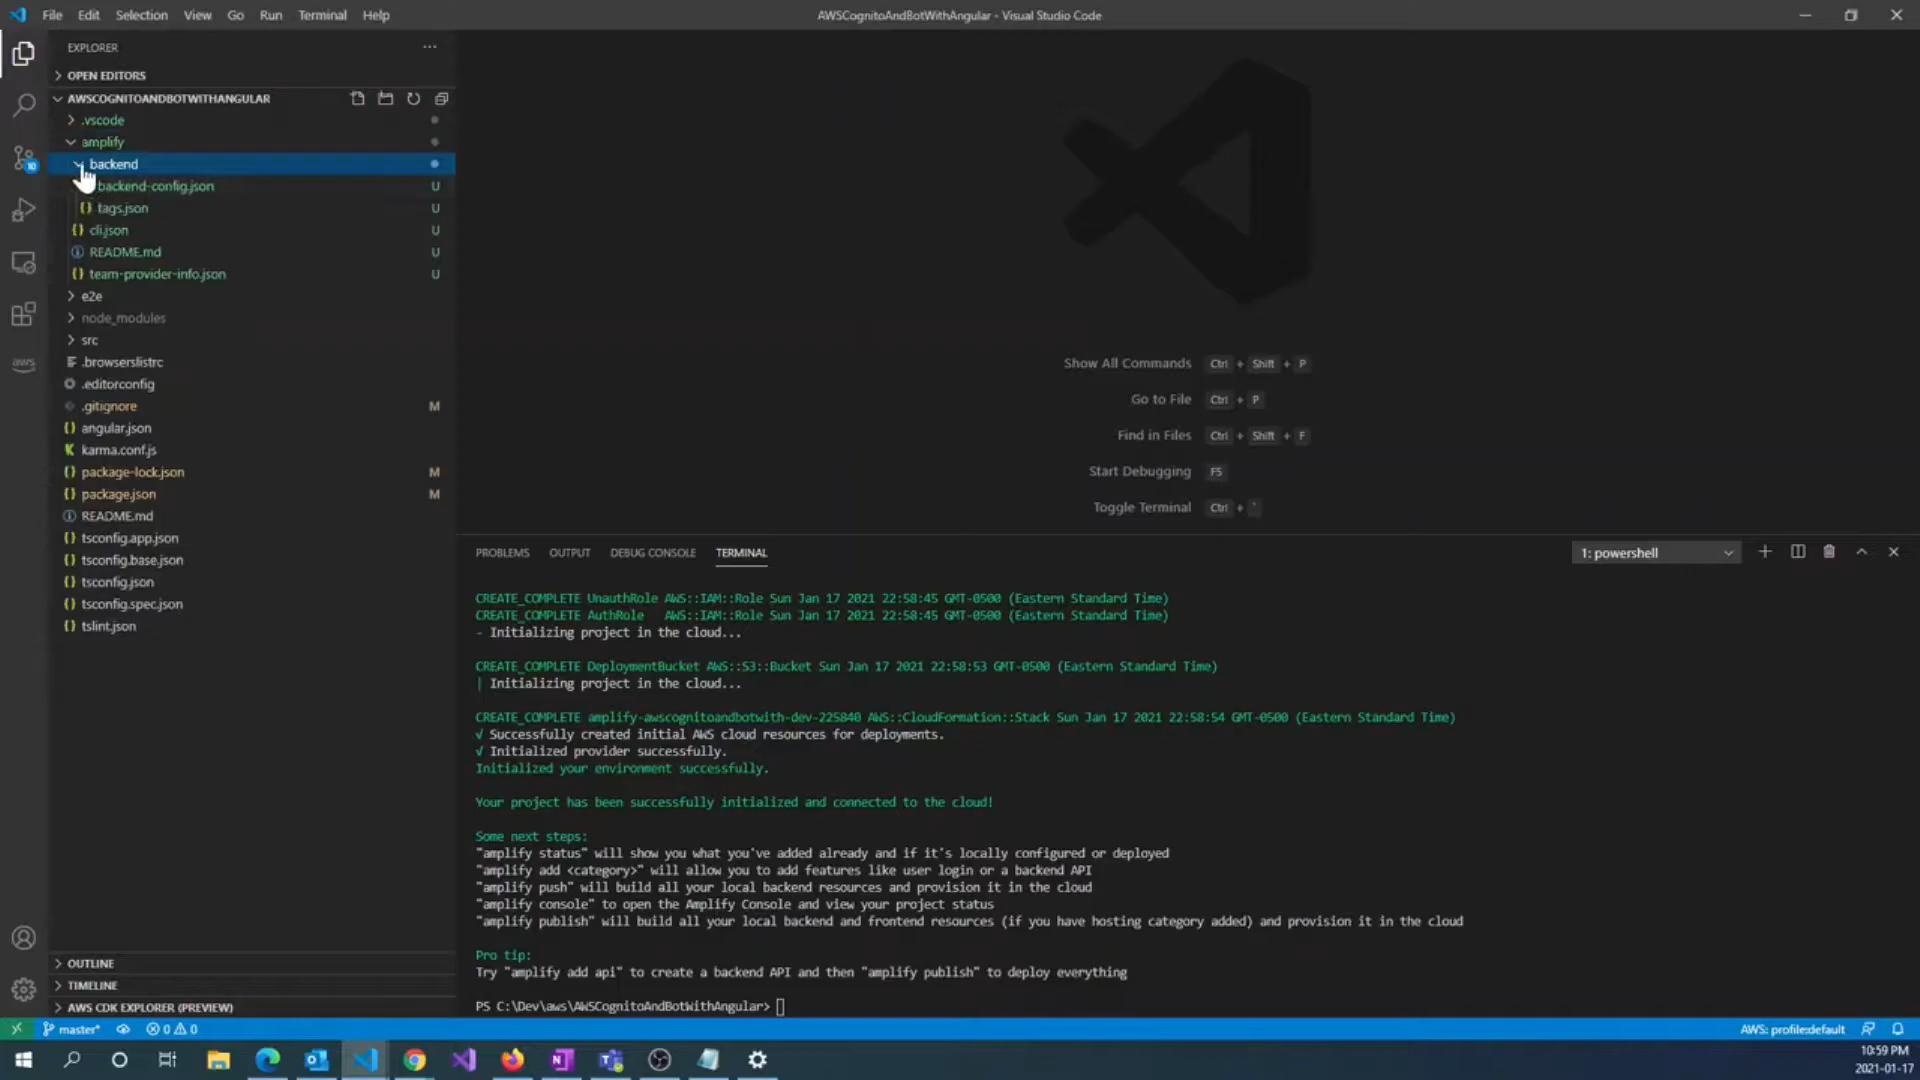 File Edit Selection View Go Run Terminal Help
AWSCognitoAndBotWithAngular - Visual Studio Code
EXPLORER
OPEN EDITORS
AWSCOGNITOANDBOTWITHANGULAR
.vscode
amplify
backend
backend-config.json U
tags.json U
cli.json U
README.md U
team-provider-info.json U
e2e
node_modules
src
.browserslistrc
.editorconfig
.gitignore M
angular.json
karma.conf.js
package-lock.json M
package.json M
README.md
tsconfig.app.json
tsconfig.base.json
tsconfig.json
tsconfig.spec.json
tslint.json
OUTLINE
TIMELINE
AWS CDK EXPLORER (PREVIEW)
10
aws
Show All Commands Ctrl + Shift + P
Go to File Ctrl + P
Find in Files Ctrl + Shift + F
Start Debugging F5
Toggle Terminal Ctrl + `
PROBLEMS OUTPUT DEBUG CONSOLE TERMINAL
1: powershell
CREATE_COMPLETE UnauthRole AWS::IAM::Role Sun Jan 17 2021 22:58:45 GMT-0500 (Eastern Standard Time)
CREATE_COMPLETE AuthRole AWS::IAM::Role Sun Jan 17 2021 22:58:45 GMT-0500 (Eastern Standard Time)
- Initializing project in the cloud...
CREATE_COMPLETE DeploymentBucket AWS::S3::Bucket Sun Jan 17 2021 22:58:53 GMT-0500 (Eastern Standard Time)
| Initializing project in the cloud...
CREATE_COMPLETE amplify-awscognitoandbotwith-dev-225840 AWS::CloudFormation::Stack Sun Jan 17 2021 22:58:54 GMT-0500 (Eastern Standard Time)
√ Successfully created initial AWS cloud resources for deployments.
√ Initialized provider successfully.
Initialized your environment successfully.
Your project has been successfully initialized and connected to the cloud!
Some next steps:
"amplify status" will show you what you've added already and if it's locally configured or deployed
"amplify add <category>" will allow you to add features like user login or a backend API
"amplify push" will build all your local backend resources and provision it in the cloud
"amplify console" to open the Amplify Console and view your project status
"amplify publish" will build all your local backend and frontend resources (if you have hosting category added) and provision it in the cloud
Pro tip:
Try "amplify add api" to create a backend API and then "amplify publish" to deploy everything
PS C:\Dev\aws\AWSCognitoAndBotWithAngular>
master* 0 0
AWS: profile:default
10:59 PM
2021-01-17